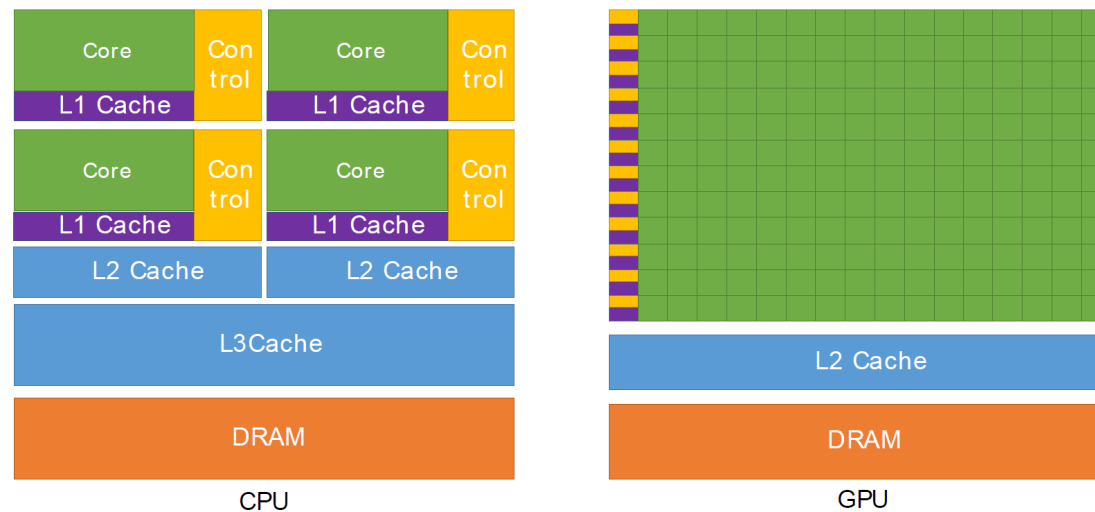 Core
Con
trol
L1 Cache
Core
Con
trol
L1 Cache
Core
Con
trol
L1 Cache
Core
Con
trol
L1 Cache
L2 Cache
L2 Cache
L3Cache
DRAM
CPU
L2 Cache
DRAM
GPU